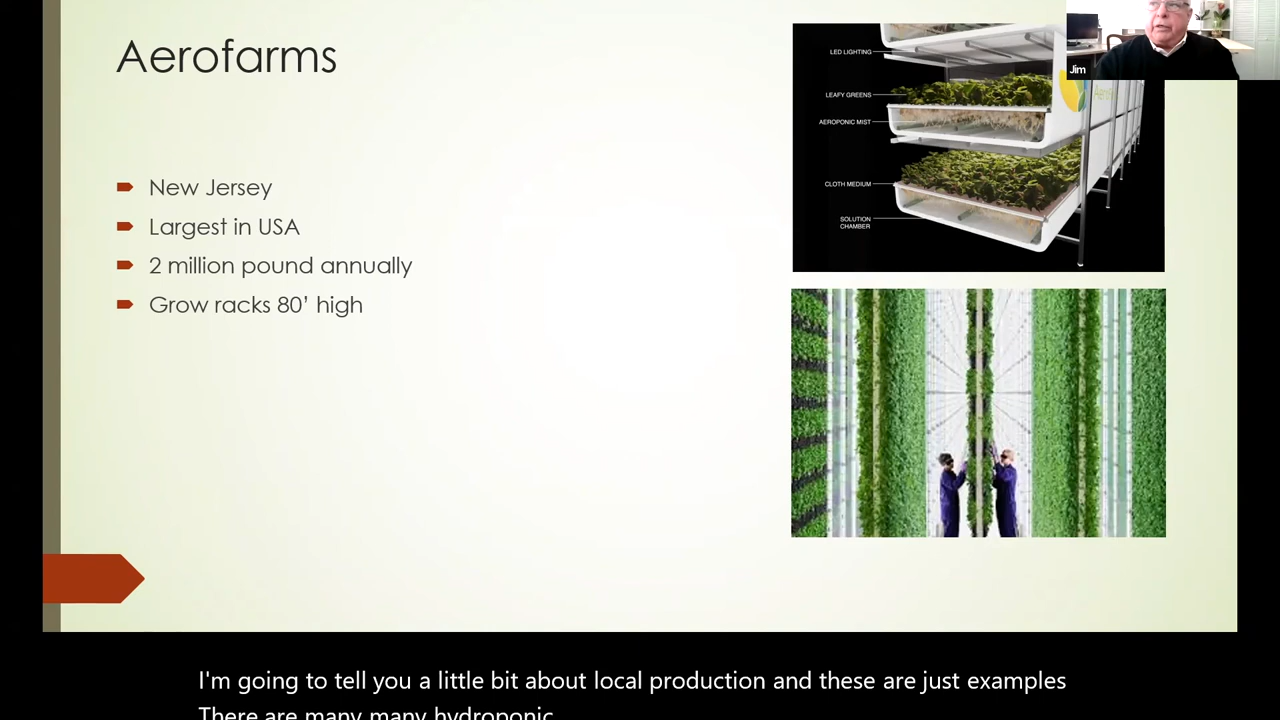 Aerofarms
New Jersey
Largest in USA
2 million pound annually
Grow racks 80’ high
LED LIGHTING
LEAFY GREENS
AEROPONIC MIST
CLOTH MEDIUM
SOLUTION
CHAMBER
Jim
I'm going to tell you a little bit about local production and these are just examples
There are many many hydroponic